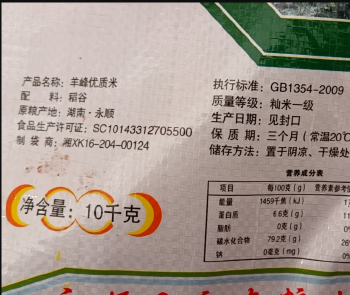 产品名称：羊峰优质米
配　　料：稻谷
原粮产地：湖南·永顺
食品生产许可证：SC10143312705500
制 袋 商：湘XK16-204-00124
净含量：10千克
执行标准：GB1354-2009
质量等级：籼米一级
生产日期：见封口
保 质 期：三个月（常温20℃
储存方法：置于阴凉、干燥处
营养成分表
项目 每100克（g） 营养素参考值
能量 1459千焦（kJ）
蛋白质 6.6克（g） 11
脂肪 0克（g） 0%
碳水化合物 79.2克（g） 26
钠 0毫克（mg） 0%